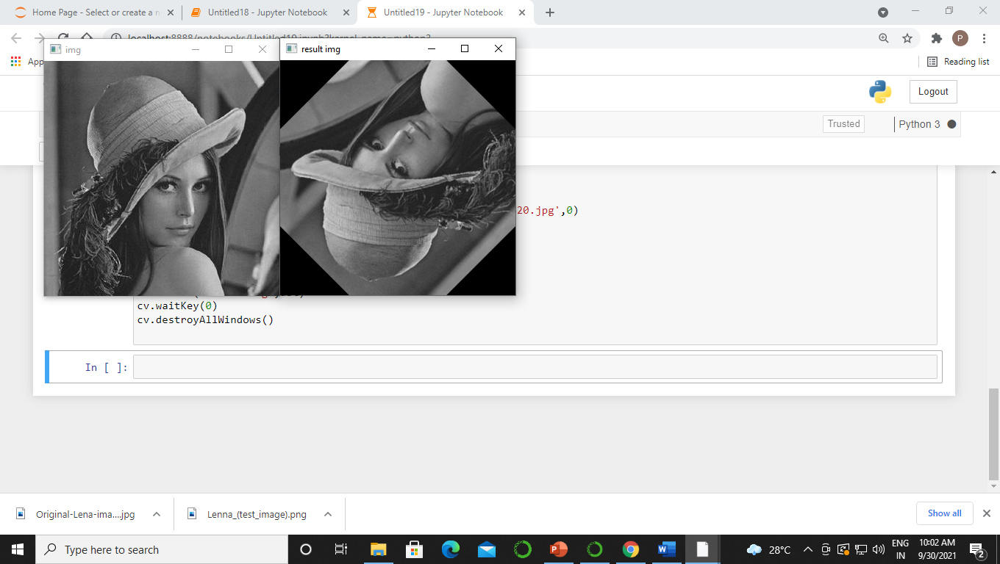 Home Page - Select or create a n
Untitled18 - Jupyter Notebook
Untitled19 - Jupyter Notebook
localhost:8888/notebooks/Untitled19.ipynb?kernel_name=python3
P
App
Reading list
img
result img
Logout
Trusted
Python 3
20.jpg',0)
cv.waitKey(0)
cv.destroyAllWindows()
In [ ]:
Original-Lena-ima....jpg
Lenna_(test_image).png
Show all
Type here to search
28°C
ENG
IN
10:02 AM
9/30/2021
2